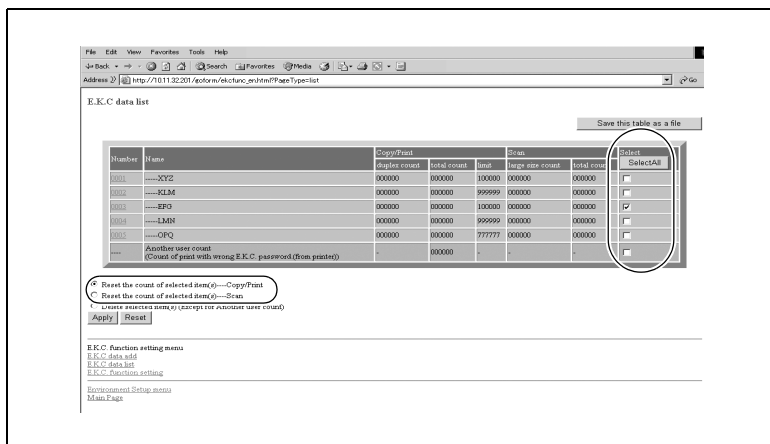 File Edit View Favorites Tools Help
Back Search Favorites Media
Address http://10.11.32.201/goform/ekcfunc_en.html?PageType=list Go
E.K.C data list
Save this table as a file
Number Name Copy/Print Scan Select
duplex count total count limit large size count total count SelectAll
0001 -----XYZ 000000 000000 100000 000000 000000
0002 -----KLM 000000 000000 999999 000000 000000
0003 -----EFG 000000 000000 100000 000000 000000
0004 -----LMN 000000 000000 999999 000000 000000
0005 -----OPQ 000000 000000 777777 000000 000000
---- Another user count - 000000 - - -
(Count of print with wrong E.K.C. password (from printer))
Reset the count of selected item(s)----Copy/Print
Reset the count of selected item(s)----Scan
Delete selected item(s) (Except for Another user count)
Apply Reset
E.K.C. function setting menu
E.K.C data add
E.K.C data list
E.K.C. function setting
Environment Setup menu
Main Page